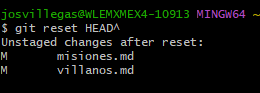 josvillegas@WLEMXMEX4-10913 MINGW64 ~
$ git reset HEAD^
Unstaged changes after reset:
M       misiones.md
M       villanos.md